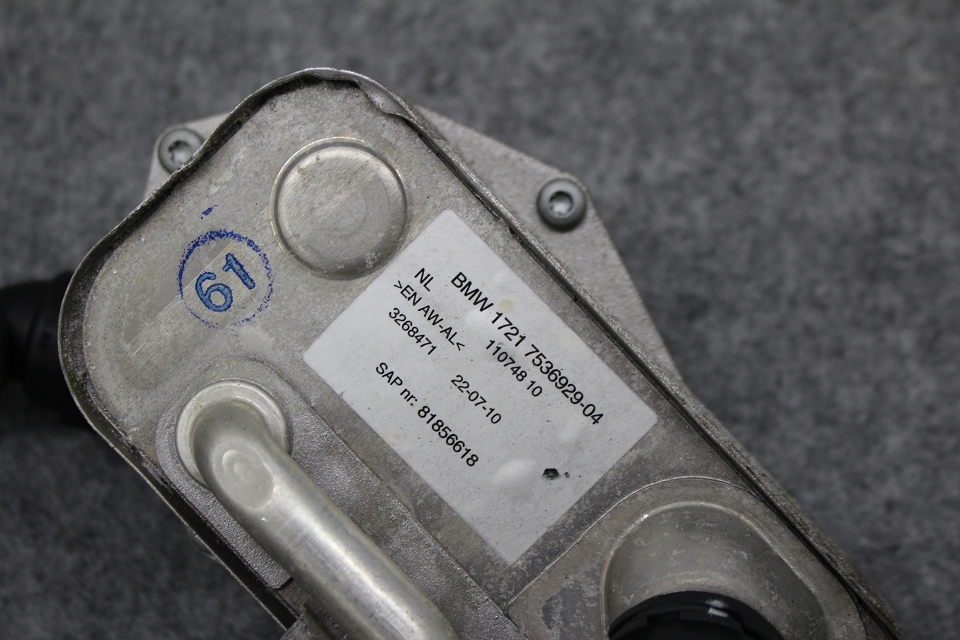 61
NL BMW 1721 7536929-04
>EN AW-AL< 110748 10
3268471 22-07-10
SAP nr. 81856618